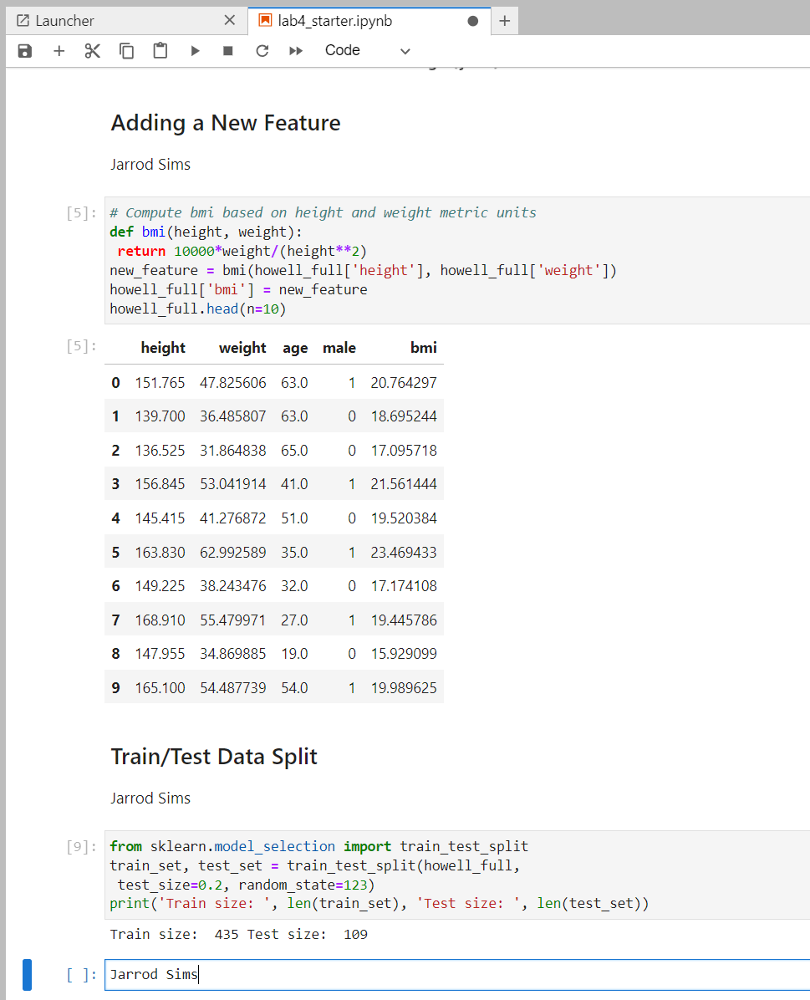 Launcher
lab4_starter.ipynb
Code
Adding a New Feature
Jarrod Sims
[5]: # Compute bmi based on height and weight metric units
def bmi(height, weight):
 return 10000*weight/(height**2)
new_feature = bmi(howell_full['height'], howell_full['weight'])
howell_full['bmi'] = new_feature
howell_full.head(n=10)
[5]: height weight age male bmi
0 151.765 47.825606 63.0 1 20.764297
1 139.700 36.485807 63.0 0 18.695244
2 136.525 31.864838 65.0 0 17.095718
3 156.845 53.041914 41.0 1 21.561444
4 145.415 41.276872 51.0 0 19.520384
5 163.830 62.992589 35.0 1 23.469433
6 149.225 38.243476 32.0 0 17.174108
7 168.910 55.479971 27.0 1 19.445786
8 147.955 34.869885 19.0 0 15.929099
9 165.100 54.487739 54.0 1 19.989625
Train/Test Data Split
Jarrod Sims
[9]: from sklearn.model_selection import train_test_split
train_set, test_set = train_test_split(howell_full,
 test_size=0.2, random_state=123)
print('Train size: ', len(train_set), 'Test size: ', len(test_set))
Train size:  435 Test size:  109
[ ]: Jarrod Sims